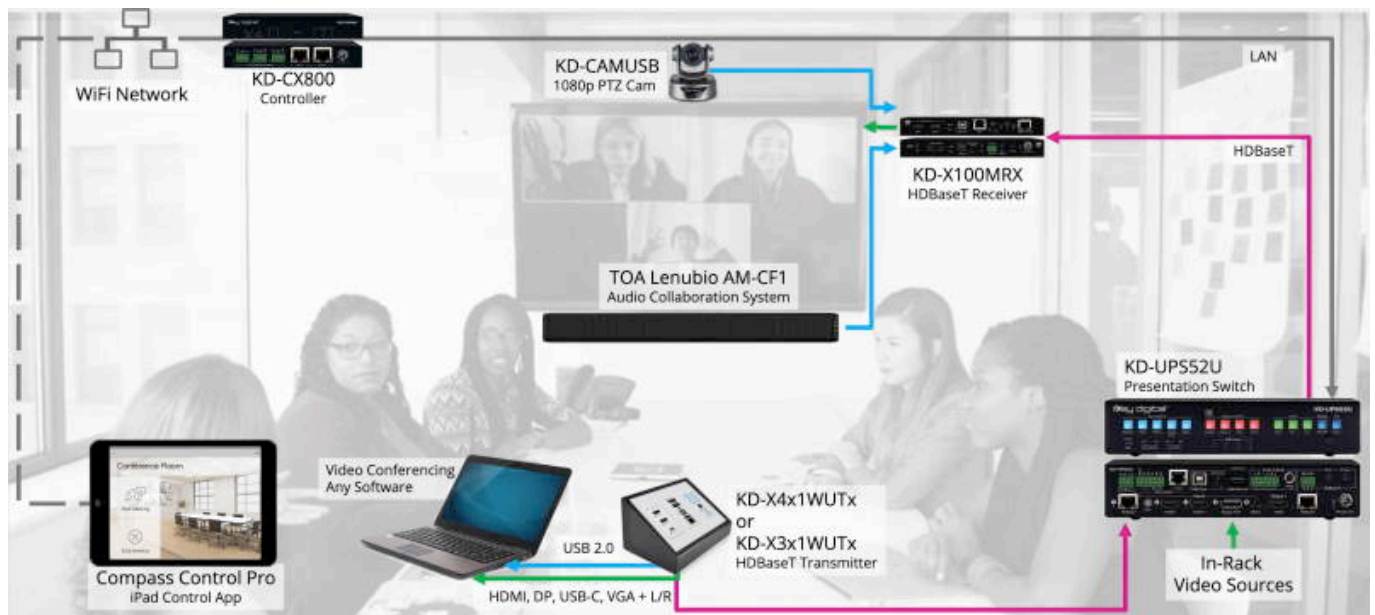 WiFi Network
KD-CX800
Controller
KD-CAMUSB
1080p PTZ Cam
LAN
HDBaseT
KD-X100MRX
HDBaseT Receiver
TOA Lenubio AM-CF1
Audio Collaboration System
KD-UPS52U
Presentation Switch
Conference Room
Compass Control Pro
iPad Control App
Video Conferencing
Any Software
USB 2.0
HDMI, DP, USB-C, VGA + L/R
KD-X4x1WUTx
or
KD-X3x1WUTx
HDBaseT Transmitter
In-Rack
Video Sources